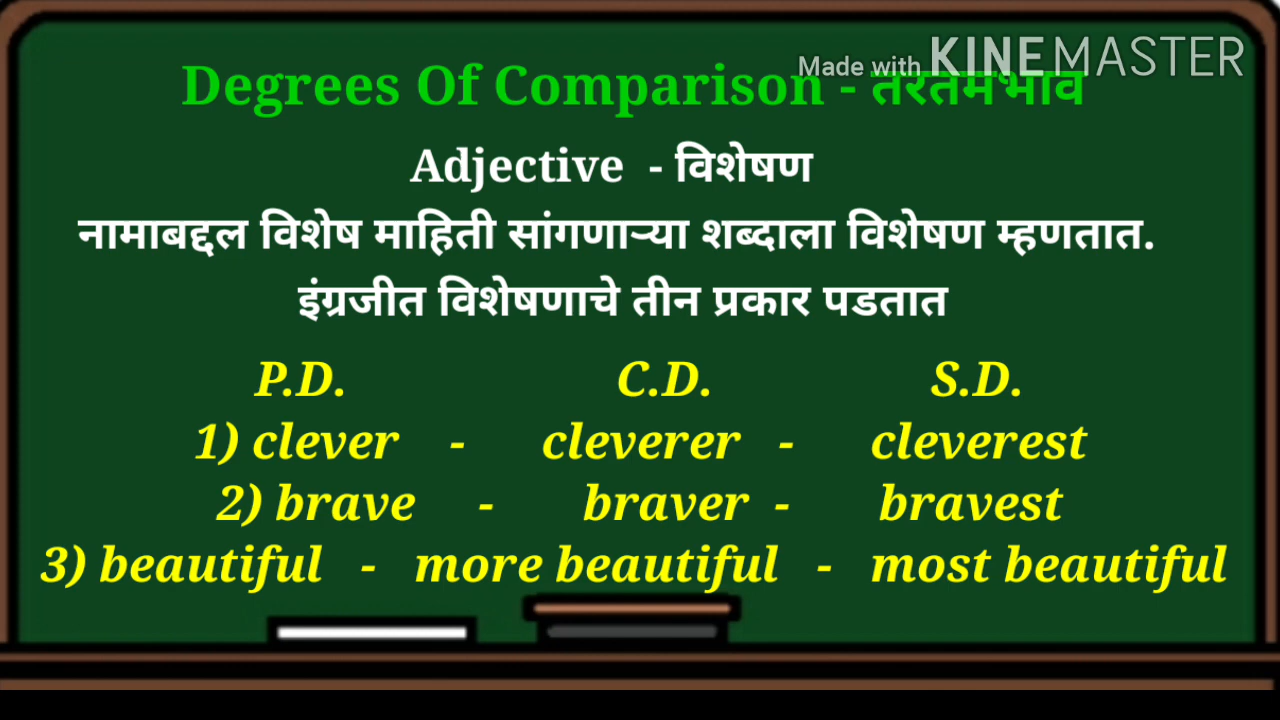 Made with KINEMASTER
Degrees Of Comparison - तरतमभाव
Adjective - विशेषण
नामाबद्दल विशेष माहिती सांगणाऱ्या शब्दाला विशेषण म्हणतात.
इंग्रजीत विशेषणाचे तीन प्रकार पडतात
P.D. C.D. S.D.
1) clever - cleverer - cleverest
2) brave - braver - bravest
3) beautiful - more beautiful - most beautiful